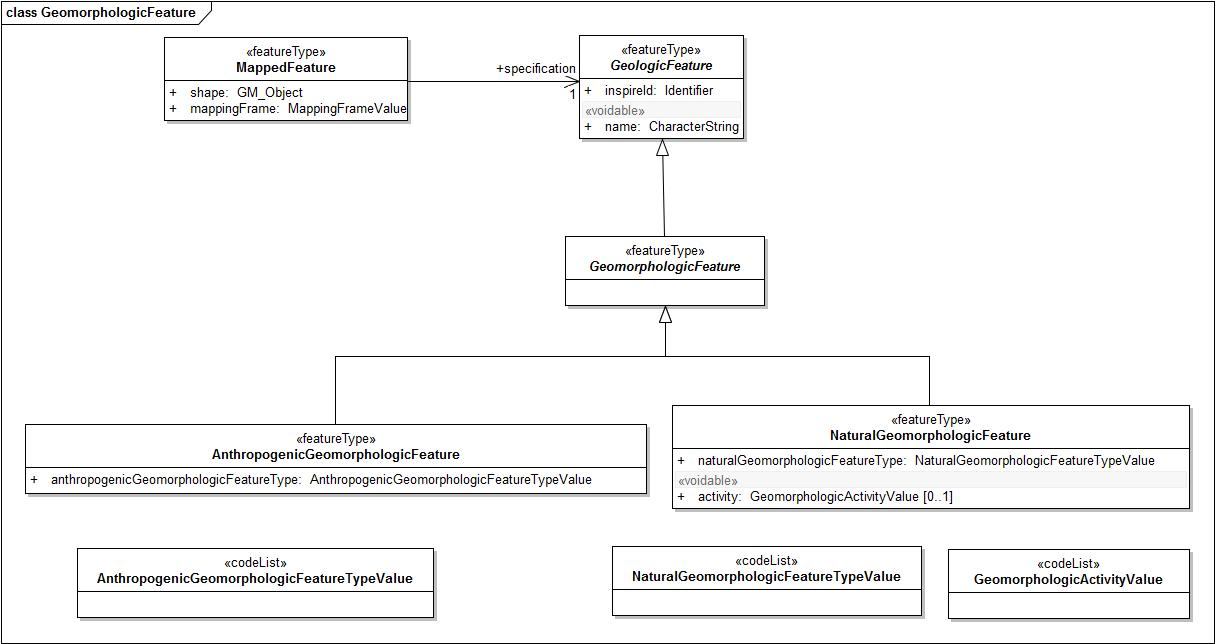 class GeomorphologicFeature
«featureType»
MappedFeature
+ shape: GM_Object
+ mappingFrame: MappingFrameValue
+specification
1
«featureType»
GeologicFeature
+ inspireId: Identifier
«voidable»
+ name: CharacterString
«featureType»
GeomorphologicFeature
«featureType»
AnthropogenicGeomorphologicFeature
+ anthropogenicGeomorphologicFeatureType: AnthropogenicGeomorphologicFeatureTypeValue
«featureType»
NaturalGeomorphologicFeature
+ naturalGeomorphologicFeatureType: NaturalGeomorphologicFeatureTypeValue
«voidable»
+ activity: GeomorphologicActivityValue [0..1]
«codeList»
AnthropogenicGeomorphologicFeatureTypeValue
«codeList»
NaturalGeomorphologicFeatureTypeValue
«codeList»
GeomorphologicActivityValue